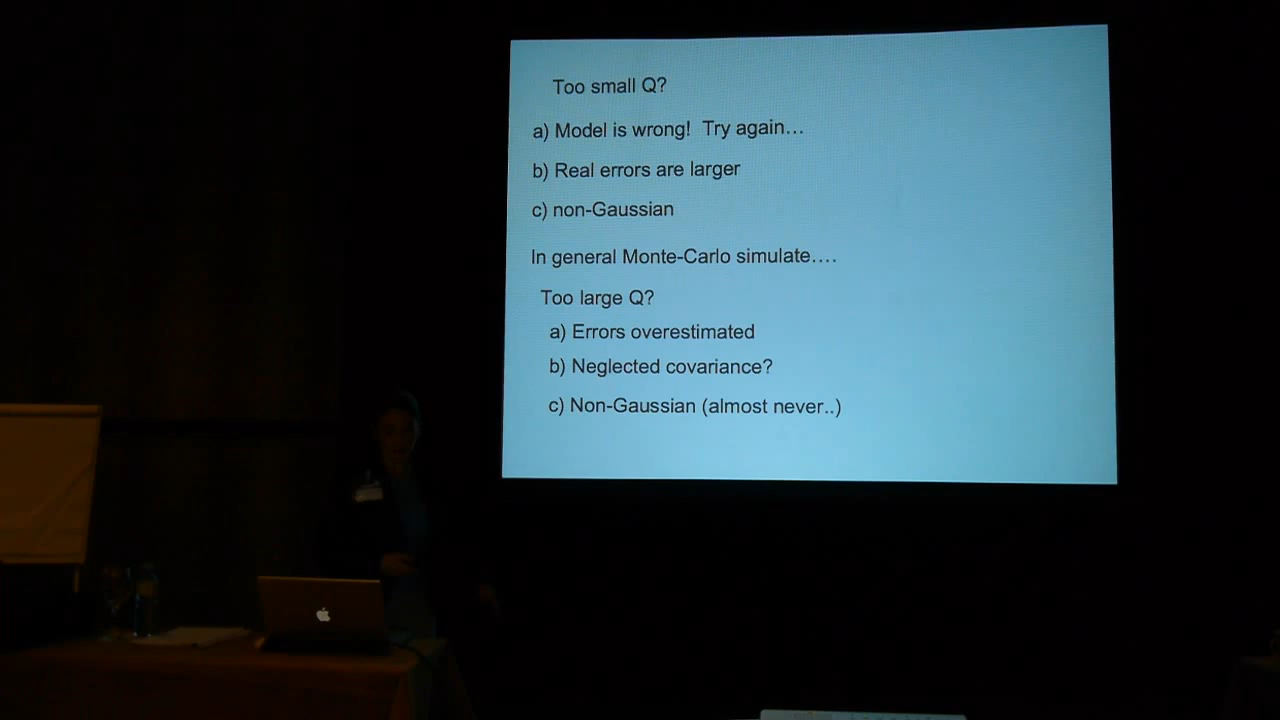 Too small Q?
a) Model is wrong!  Try again…
b) Real errors are larger
c) non-Gaussian
In general Monte-Carlo simulate….
Too large Q?
a) Errors overestimated
b) Neglected covariance?
c) Non-Gaussian (almost never..)